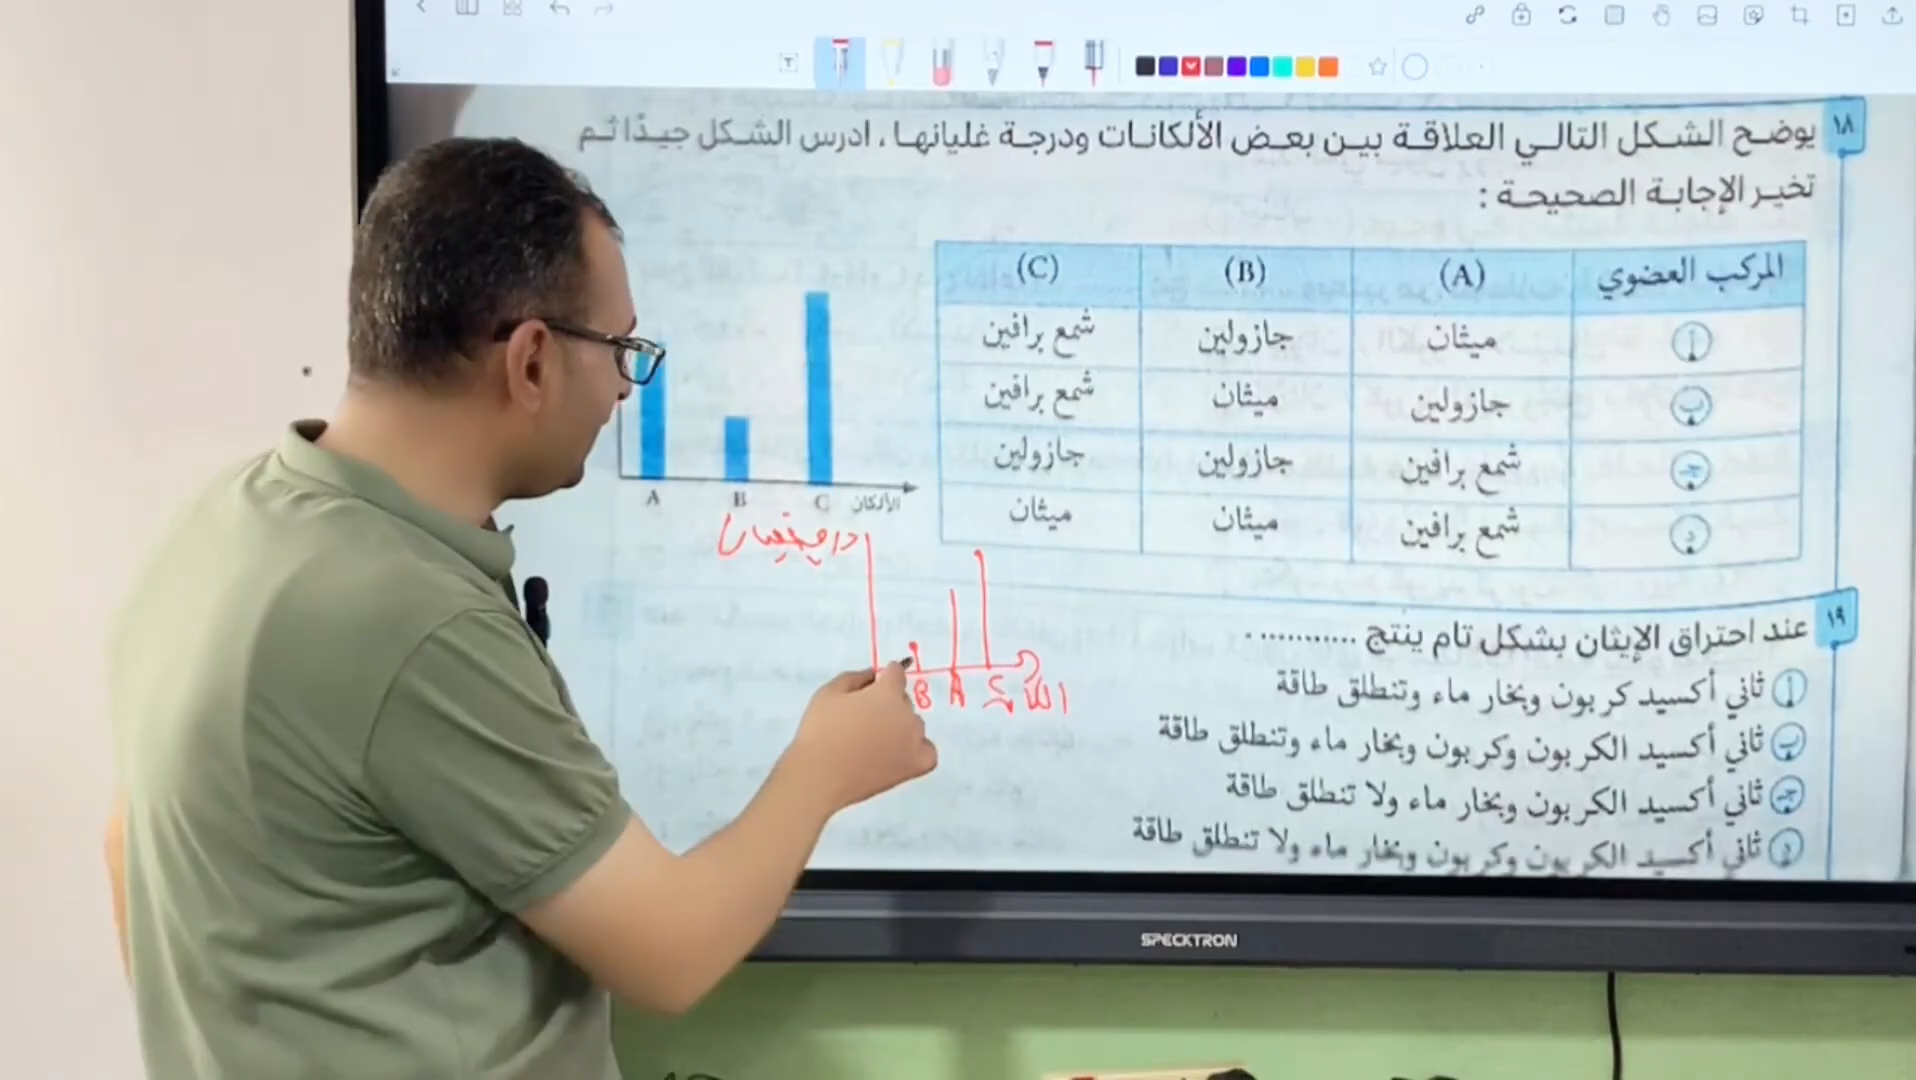 ١٨ يوضح الشكل التالي العلاقة بين بعض الألكانات ودرجة غليانها، ادرس الشكل جيدًا ثم
تخير الإجابة الصحيحة :
المركب العضوي (A) (B) (C)
أ ميثان جازولين شمع برافين
ب جازولين ميثان شمع برافين
جـ شمع برافين جازولين جازولين
د شمع برافين ميثان ميثان
A B C الألكان
B A C
١٩ عند احتراق الإيثان بشكل تام ينتج ............
أ ثاني أكسيد كربون وبخار ماء وتنطلق طاقة
ب ثاني أكسيد الكربون وكربون وبخار ماء وتنطلق طاقة
جـ ثاني أكسيد الكربون وبخار ماء ولا تنطلق طاقة
د ثاني أكسيد الكربون وكربون وبخار ماء ولا تنطلق طاقة
SPECKTRON